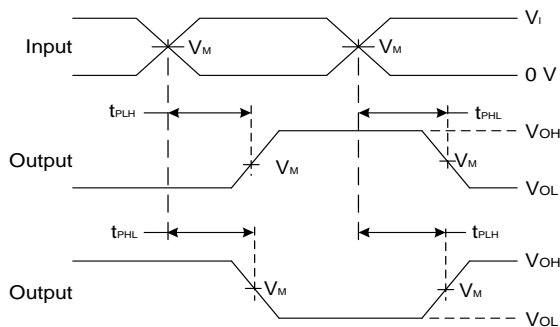 VI
Input VM VM
0 V
tPLH tPHL
VOH
Output VM VM
VOL
tPHL tPLH
VOH
Output VM VM
VOL